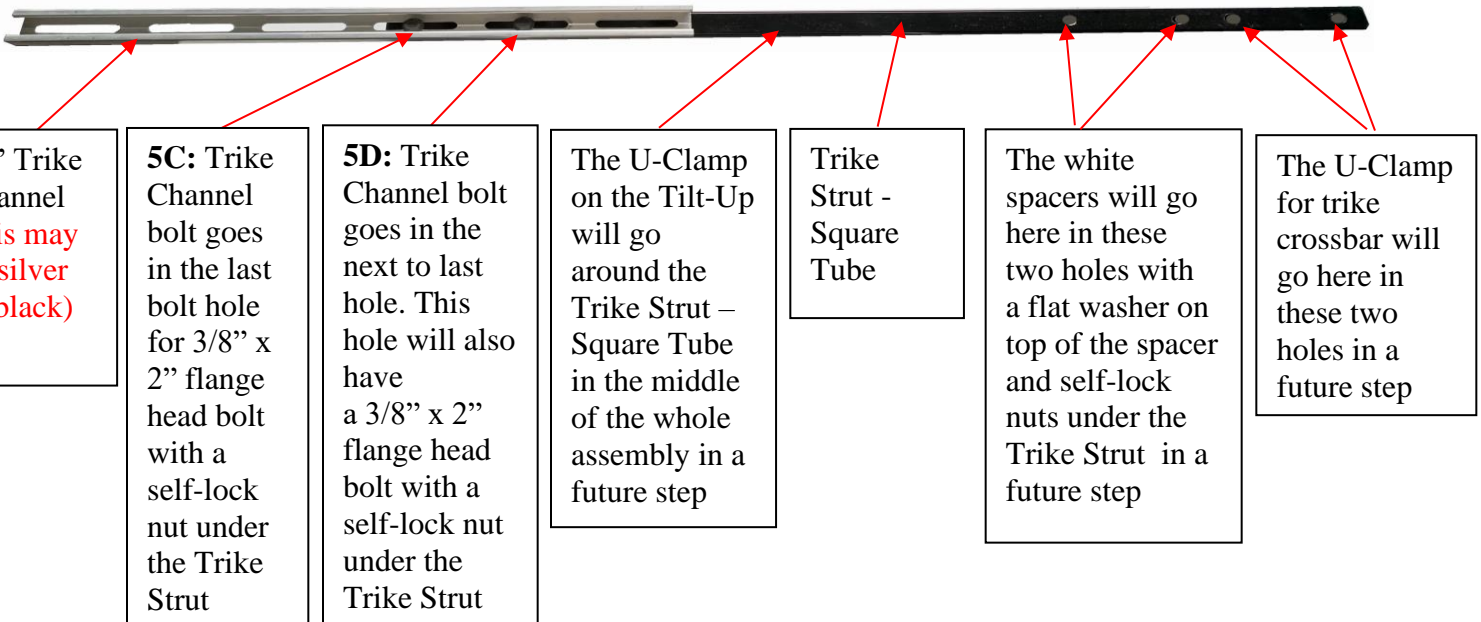 ” Trike
annel
is may
silver
black)
5C: Trike
Channel
bolt goes
in the last
bolt hole
for 3/8” x
2” flange
head bolt
with a
self-lock
nut under
the Trike
Strut
5D: Trike
Channel bolt
goes in the
next to last
hole. This
hole will also
have
a 3/8” x 2”
flange head
bolt with a
self-lock nut
under the
Trike Strut
The U-Clamp
on the Tilt-Up
will go
around the
Trike Strut –
Square Tube
in the middle
of the whole
assembly in a
future step
Trike
Strut -
Square
Tube
The white
spacers will go
here in these
two holes with
a flat washer on
top of the spacer
and self-lock
nuts under the
Trike Strut in a
future step
The U-Clamp
for trike
crossbar will
go here in
these two
holes in a
future step